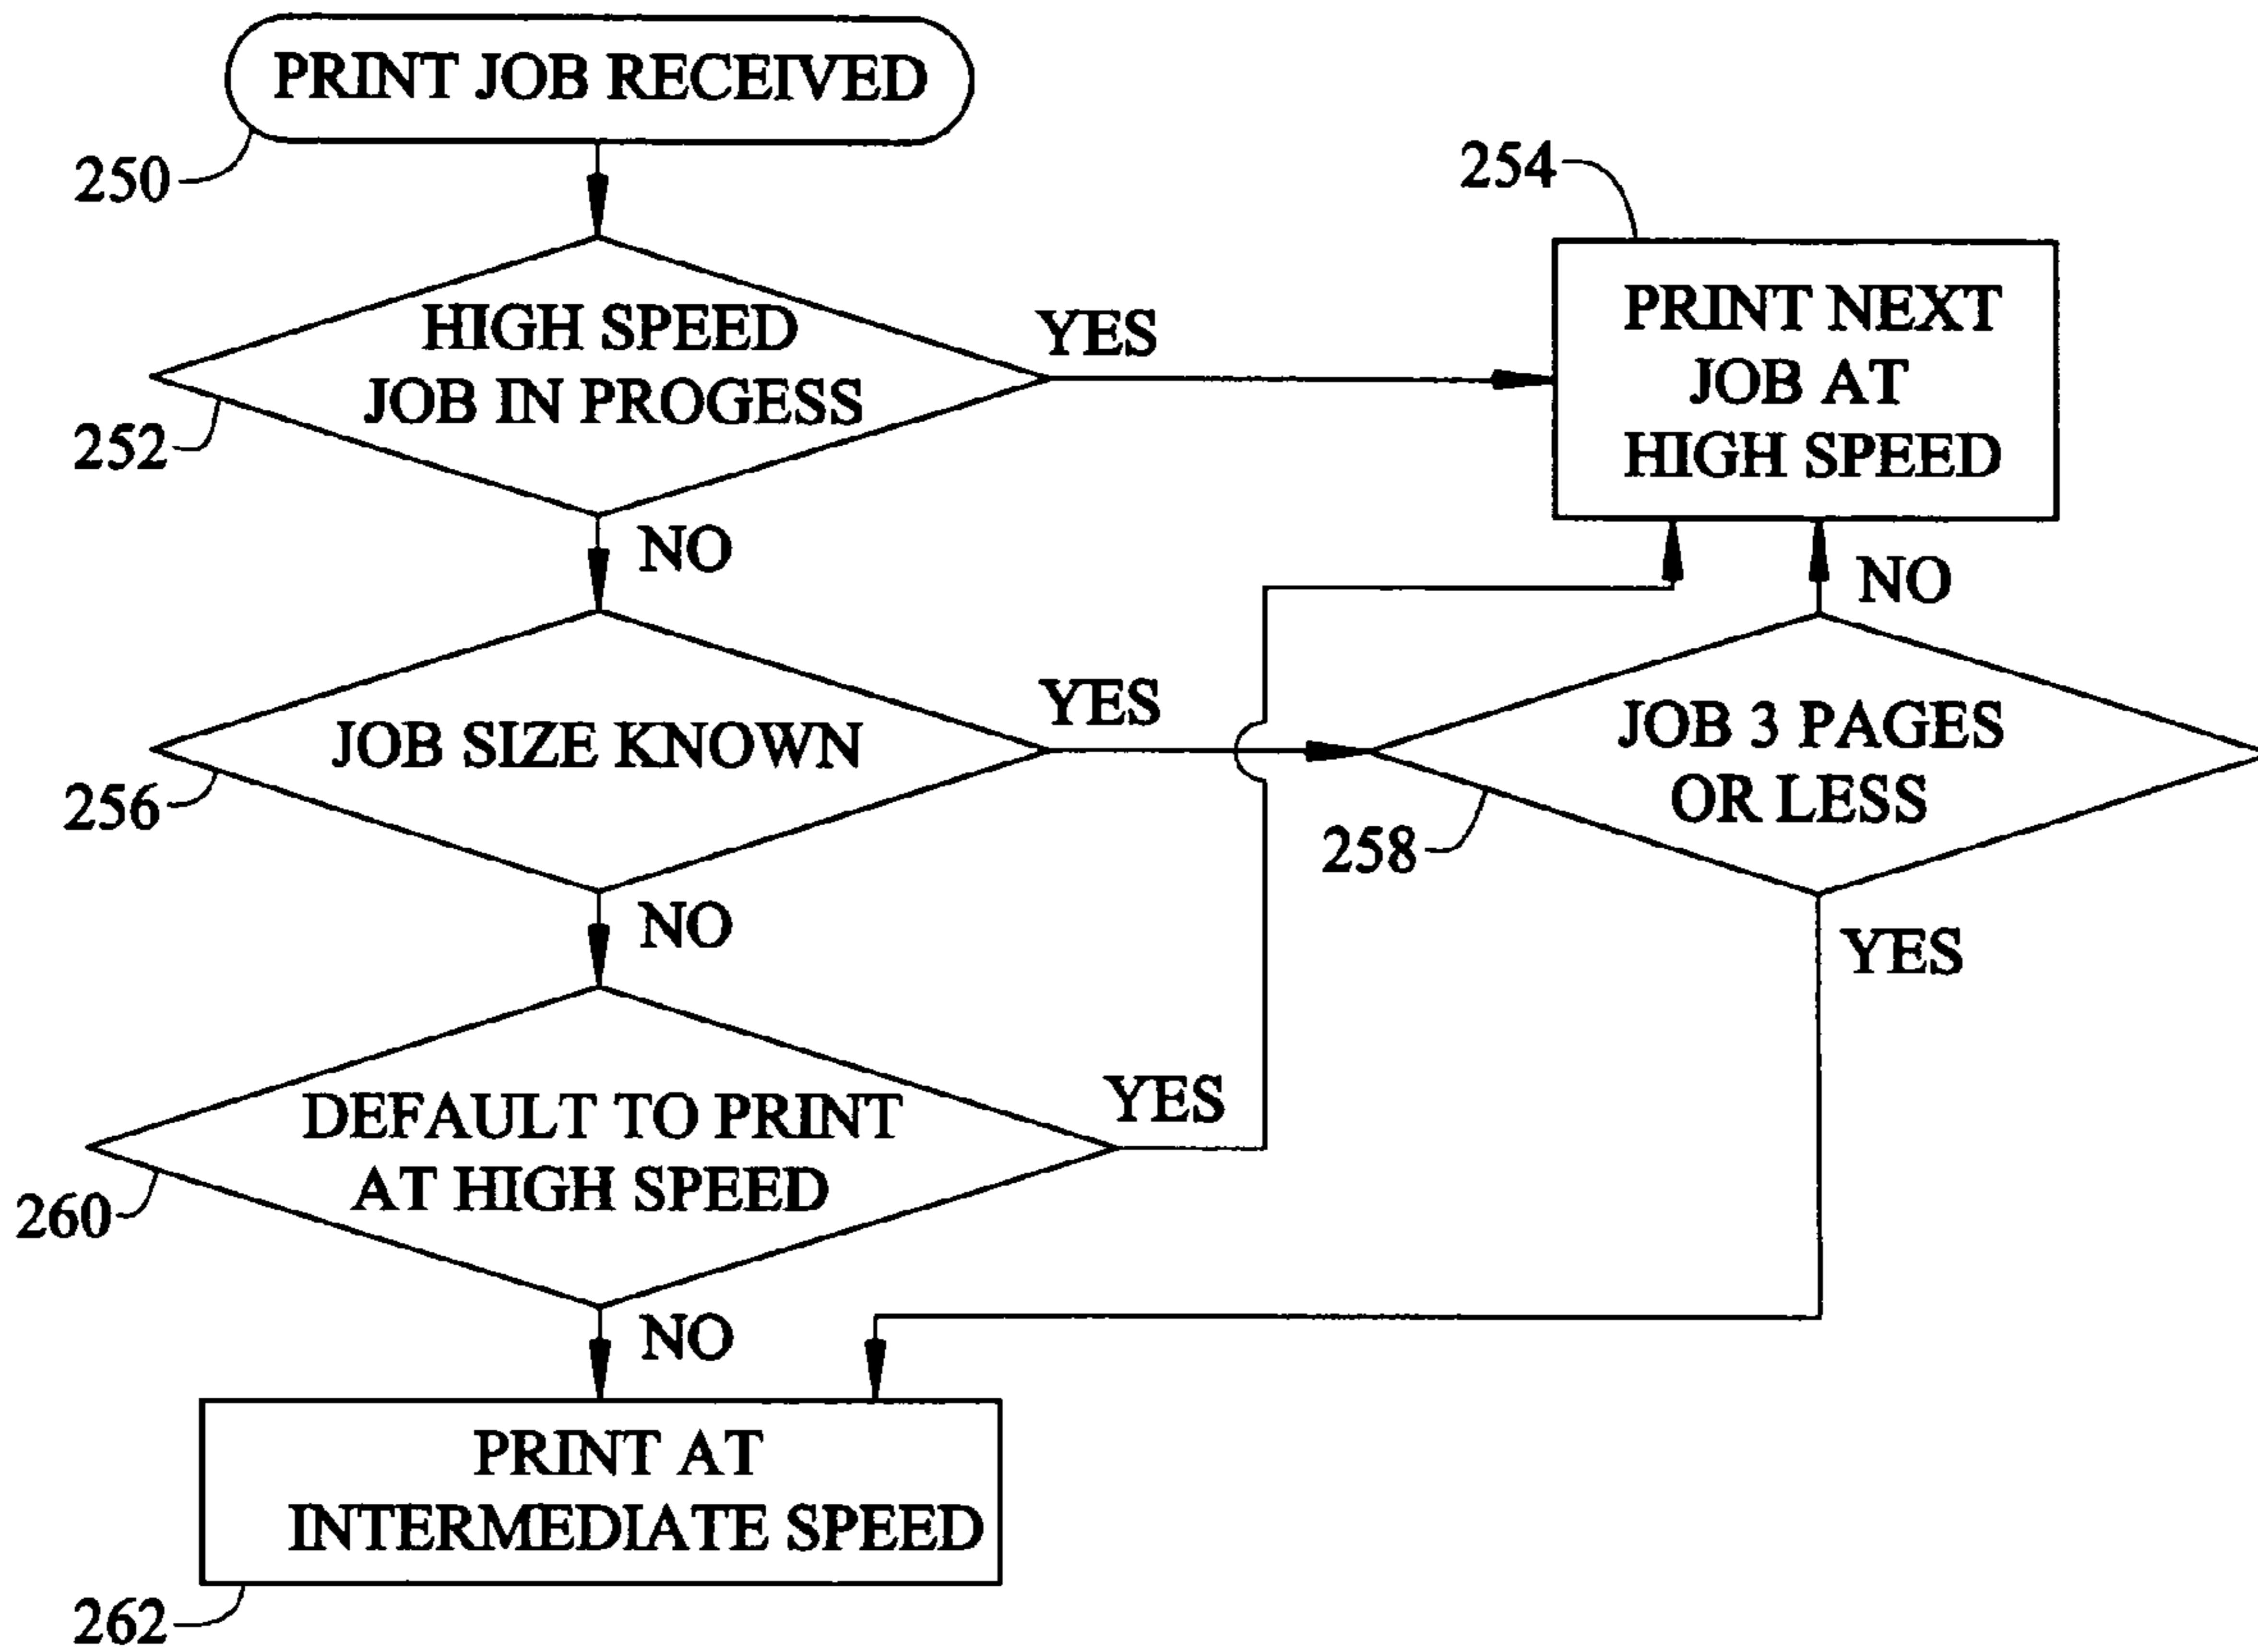 PRINT JOB RECEIVED
250
254
HIGH SPEED
JOB IN PROGESS
YES
252
PRINT NEXT
JOB AT
HIGH SPEED
NO
NO
JOB SIZE KNOWN
YES
256
JOB 3 PAGES
OR LESS
258
NO
YES
DEFAULT TO PRINT
AT HIGH SPEED
YES
260
NO
PRINT AT
INTERMEDIATE SPEED
262